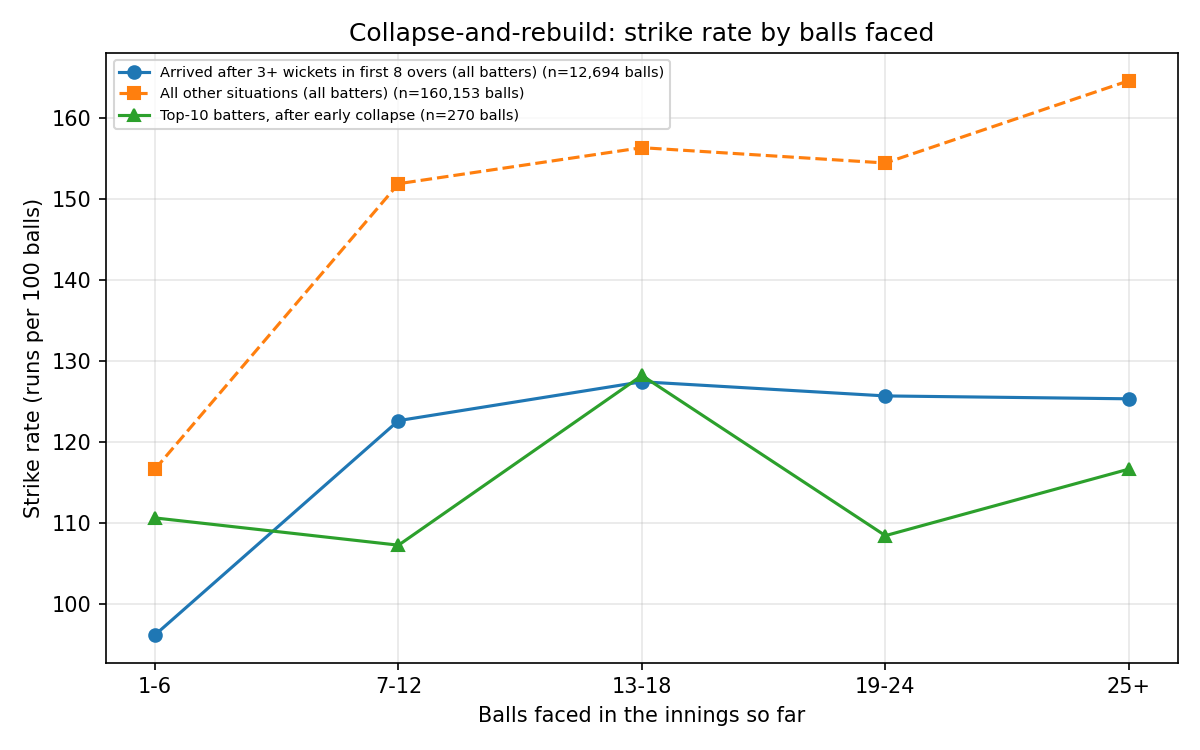 Collapse-and-rebuild: strike rate by balls faced
Arrived after 3+ wickets in first 8 overs (all batters) (n=12,694 balls)
All other situations (all batters) (n=160,153 balls)
Top-10 batters, after early collapse (n=270 balls)
Strike rate (runs per 100 balls)
160
150
140
130
120
110
100
1-6
7-12
13-18
19-24
25+
Balls faced in the innings so far